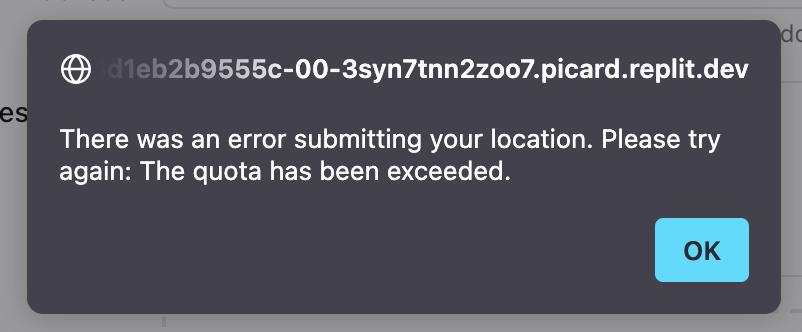 d1eb2b9555c-00-3syn7tnn2zoo7.picard.replit.dev
There was an error submitting your location. Please try
again: The quota has been exceeded.
OK